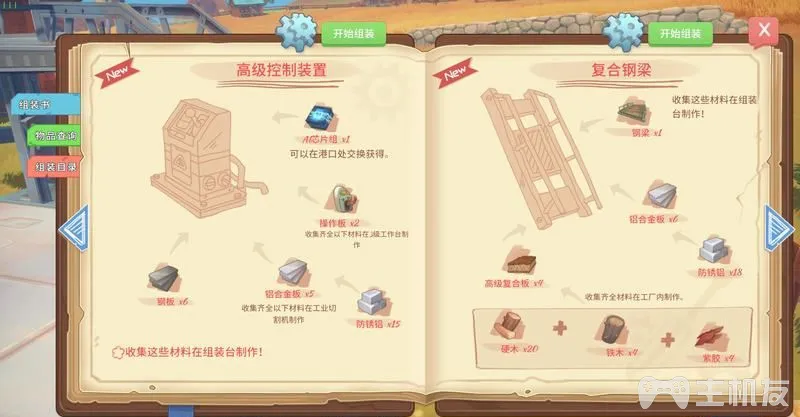 开始组装
开始组装
X
组装书
物品查询
组装目录
New
高级控制装置
AG芯片组 x1
可以在港口处交换获得。
操作板 x2
收集齐全以下材料在2级工作台制
作
钢板 x6
铝合金板 x5
收集齐全以下材料在工业切
割机制作
防锈铝 x15
收集这些材料在组装台制作!
New
复合钢梁
收集这些材料在组装
台制作!
钢梁 x1
铝合金板 x6
防锈铝 x18
高级复合板 x4
收集齐全材料在工厂内制作。
硬木 x20
铁木 x4
紫胶 x4
主机友